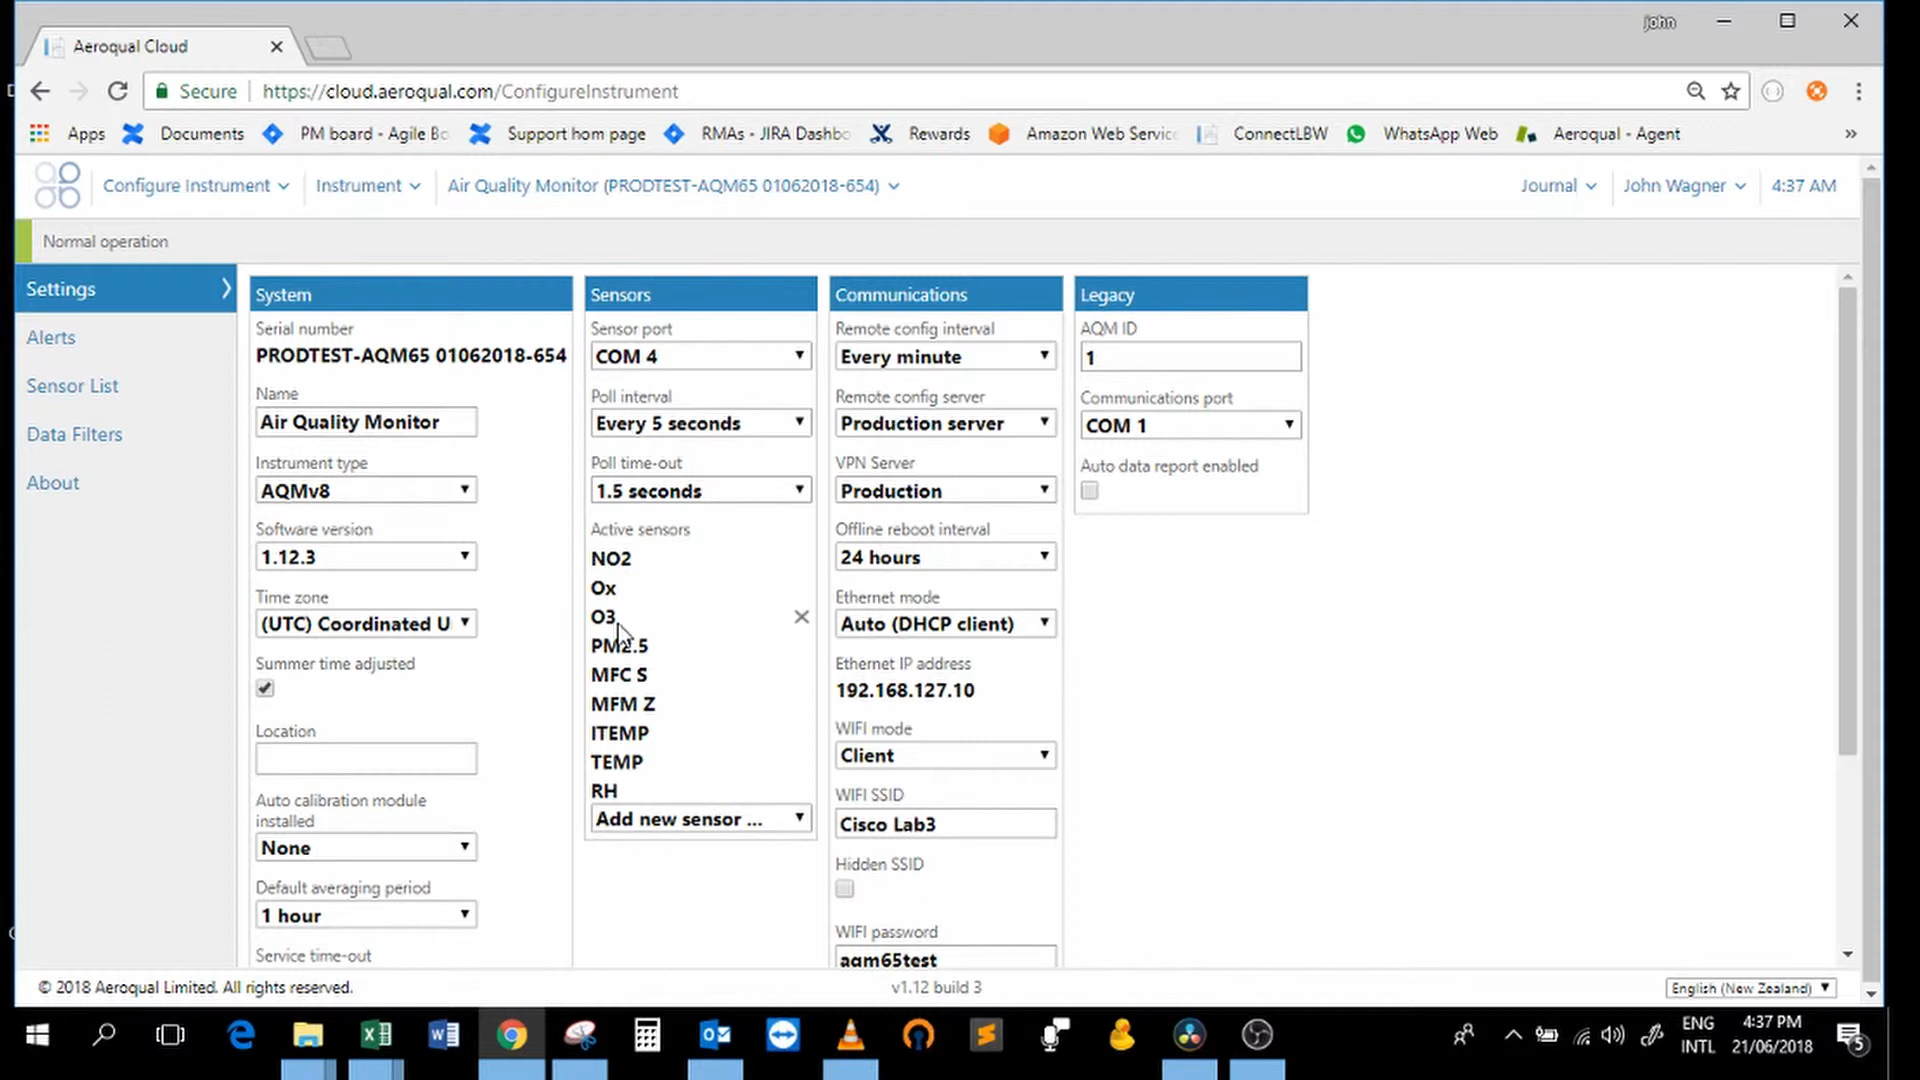 john
Aeroqual Cloud
Secure
https://cloud.aeroqual.com/ConfigureInstrument
Apps
Documents
PM board - Agile Bo
Support hom page
RMAs - JIRA Dashbo
Rewards
Amazon Web Service
ConnectLBW
WhatsApp Web
Aeroqual - Agent
»
Configure Instrument
Instrument
Air Quality Monitor (PRODTEST-AQM65 01062018-654)
Journal
John Wagner
4:37 AM
Normal operation
Settings
Alerts
Sensor List
Data Filters
About
System
Serial number
PRODTEST-AQM65 01062018-654
Name
Air Quality Monitor
Instrument type
AQMv8
Software version
1.12.3
Time zone
(UTC) Coordinated U
Summer time adjusted
Location
Auto calibration module
installed
None
Default averaging period
1 hour
Service time-out
Sensors
Sensor port
COM 4
Poll interval
Every 5 seconds
Poll time-out
1.5 seconds
Active sensors
NO2
Ox
O3
PM2.5
MFC S
MFM Z
ITEMP
TEMP
RH
Add new sensor ...
Communications
Remote config interval
Every minute
Remote config server
Production server
VPN Server
Production
Offline reboot interval
24 hours
Ethernet mode
Auto (DHCP client)
Ethernet IP address
192.168.127.10
WIFI mode
Client
WIFI SSID
Cisco Lab3
Hidden SSID
WIFI password
aqm65test
Legacy
AQM ID
1
Communications port
COM 1
Auto data report enabled
© 2018 Aeroqual Limited. All rights reserved.
v1.12 build 3
English (New Zealand)
ENG
INTL
4:37 PM
21/06/2018
5